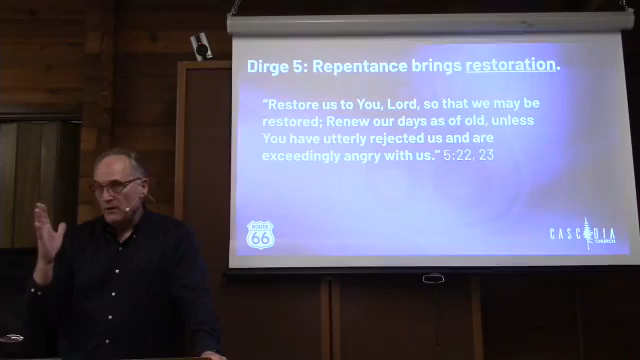 Dirge 5: Repentance brings restoration.
“Restore us to You, Lord, so that we may be
restored; Renew our days as of old, unless
You have utterly rejected us and are
exceedingly angry with us.” 5:22, 23
ROUTE
66
CASCADIA
CHURCH